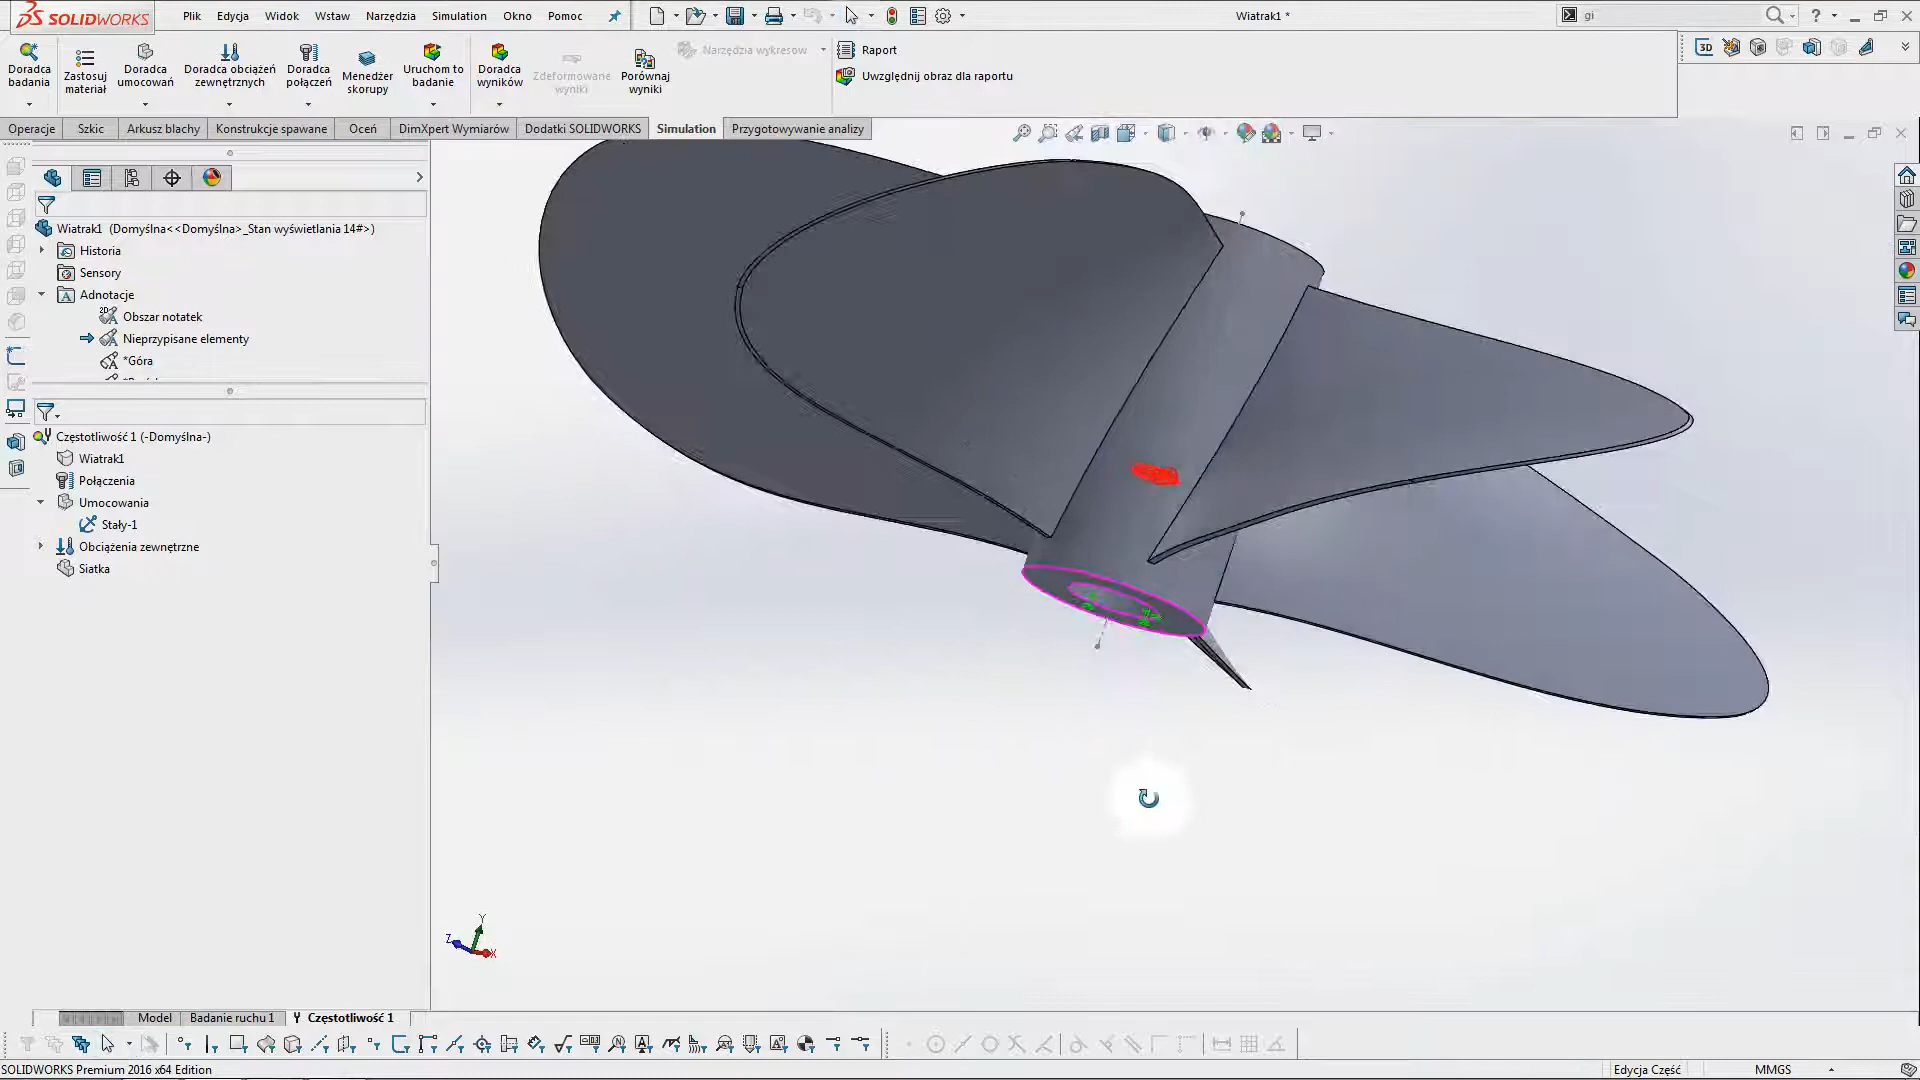 SOLIDWORKS
Plik Edycja Widok Wstaw Narzędzia Simulation Okno Pomoc
Wiatrak1 *
gi
Doradca badania
Zastosuj materiał
Doradca umocowań
Doradca obciążeń zewnętrznych
Doradca połączeń
Menedżer skorupy
Uruchom to badanie
Doradca wyników
Zdeformowane wyniki
Porównaj wyniki
Narzędzia wykresów
Raport
Uwzględnij obraz dla raportu
3D
Operacje Szkic Arkusz blachy Konstrukcje spawane Oceń DimXpert Wymiarów Dodatki SOLIDWORKS Simulation Przygotowywanie analizy
Wiatrak1 (Domyślna<<Domyślna>_Stan wyświetlania 14#>)
Historia
Sensory
Adnotacje
Obszar notatek
Nieprzypisane elementy
*Góra
Częstotliwość 1 (-Domyślna-)
Wiatrak1
Połączenia
Umocowania
Stały-1
Obciążenia zewnętrzne
Siatka
Y
Z
X
Model Badanie ruchu 1 Częstotliwość 1
SOLIDWORKS Premium 2016 x64 Edition
Edycja Część
MMGS